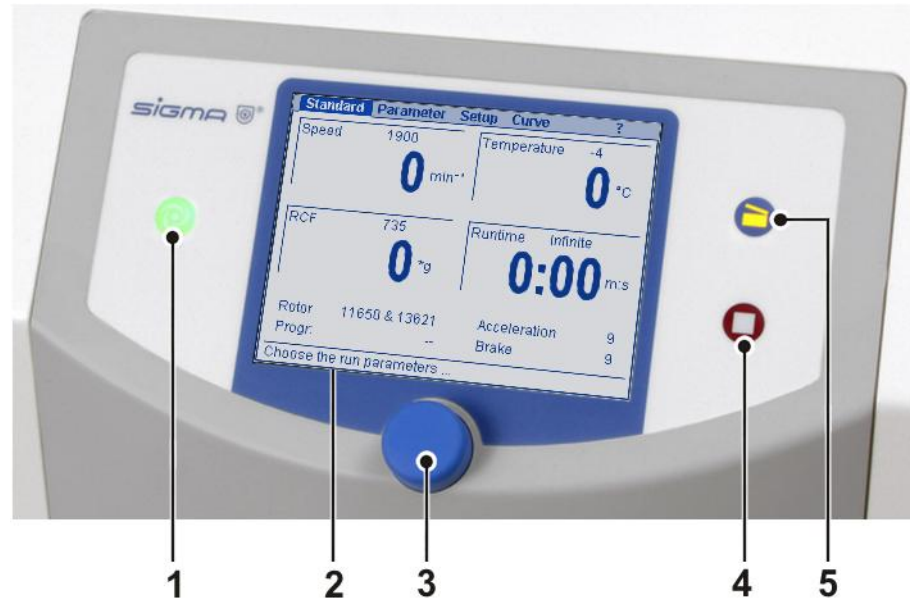 sigma
Standard Parameter Setup Curve ?
Speed 1900
0 min⁻¹
Temperature -4
0 °C
RCF 735
0 *g
Runtime infinite
0:00 m:s
Rotor 11650 & 13621
Progr: --
Acceleration 9
Brake 9
Choose the run parameters ...
1 2 3 4 5